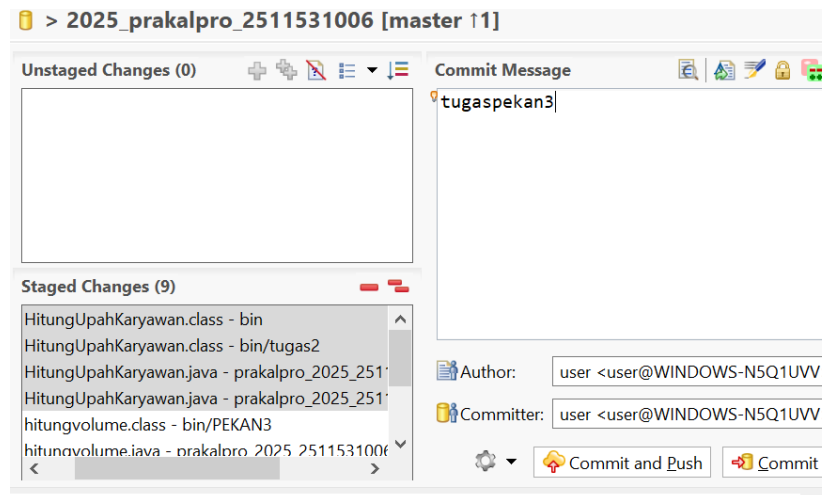 > 2025_prakalpro_2511531006 [master ↑1]
Unstaged Changes (0)
Commit Message
tugaspekan3
Staged Changes (9)
HitungUpahKaryawan.class - bin
HitungUpahKaryawan.class - bin/tugas2
HitungUpahKaryawan.java - prakalpro_2025_251
HitungUpahKaryawan.java - prakalpro_2025_251
hitungvolume.class - bin/PEKAN3
hitungvolume.java - prakalpro_2025_251153100
Author: user <user@WINDOWS-N5Q1UVV
Committer: user <user@WINDOWS-N5Q1UVV
Commit and Push
Commit